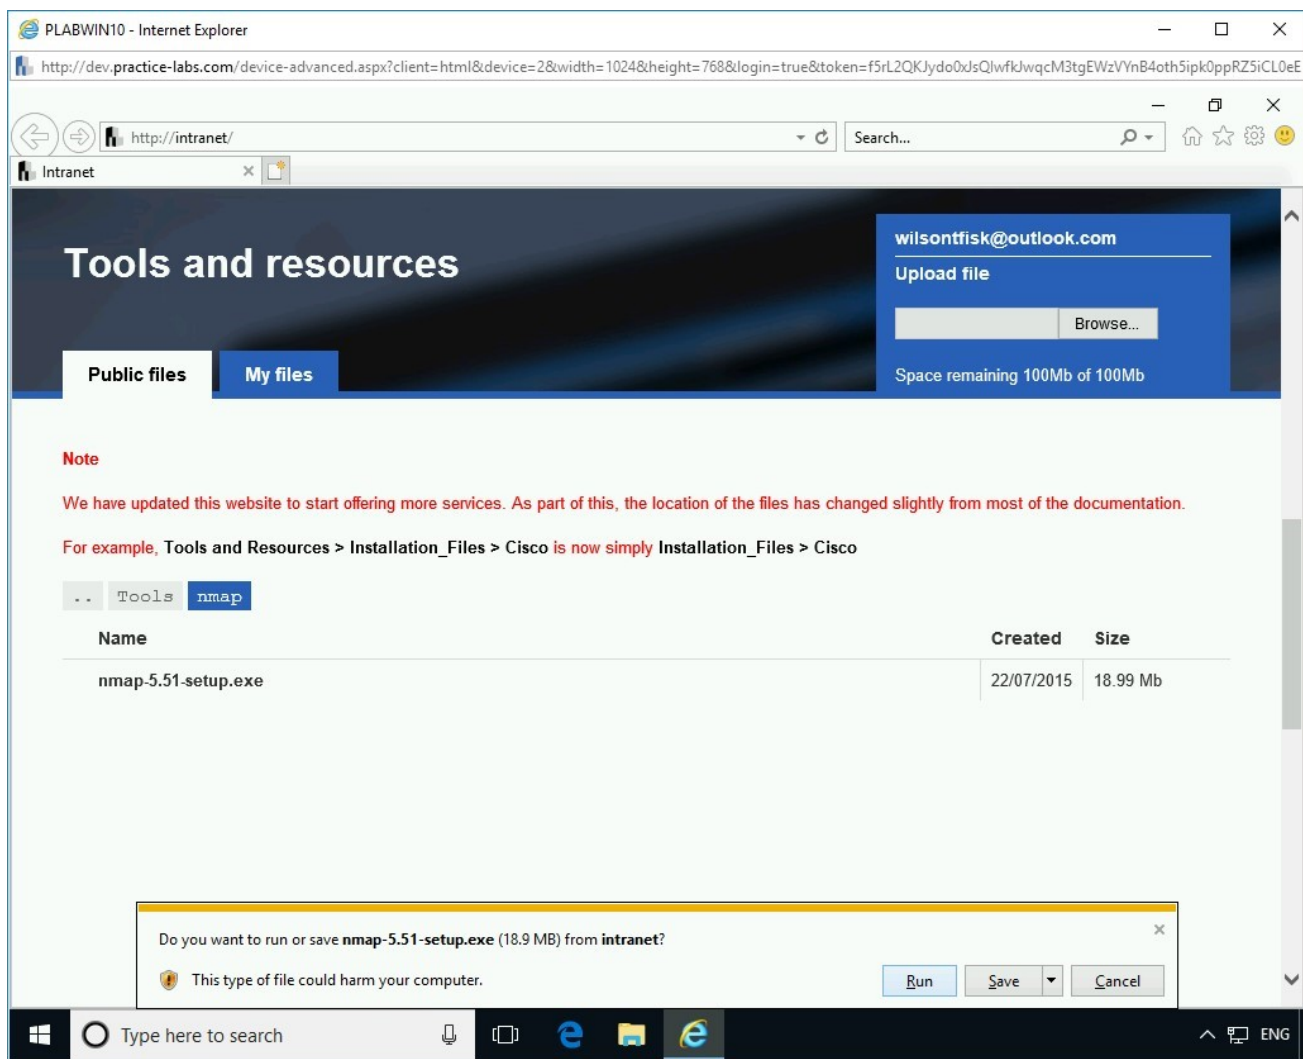 PLABWIN10 - Internet Explorer
http://dev.practice-labs.com/device-advanced.aspx?client=html&device=2&width=1024&height=768&login=true&token=f5rL2QKJydo0xJsQlwfkJwqcM3tgEWzVYnB4oth5ipk0ppRZ5iCL0eE
http://intranet/
Search...
Intranet
Tools and resources
wilsontfisk@outlook.com
Upload file
Browse...
Public files
My files
Space remaining 100Mb of 100Mb
Note
We have updated this website to start offering more services. As part of this, the location of the files has changed slightly from most of the documentation.
For example, Tools and Resources > Installation_Files > Cisco is now simply Installation_Files > Cisco
.. Tools nmap
Name Created Size
nmap-5.51-setup.exe 22/07/2015 18.99 Mb
Do you want to run or save nmap-5.51-setup.exe (18.9 MB) from intranet?
This type of file could harm your computer.
Run Save Cancel
Type here to search
ENG